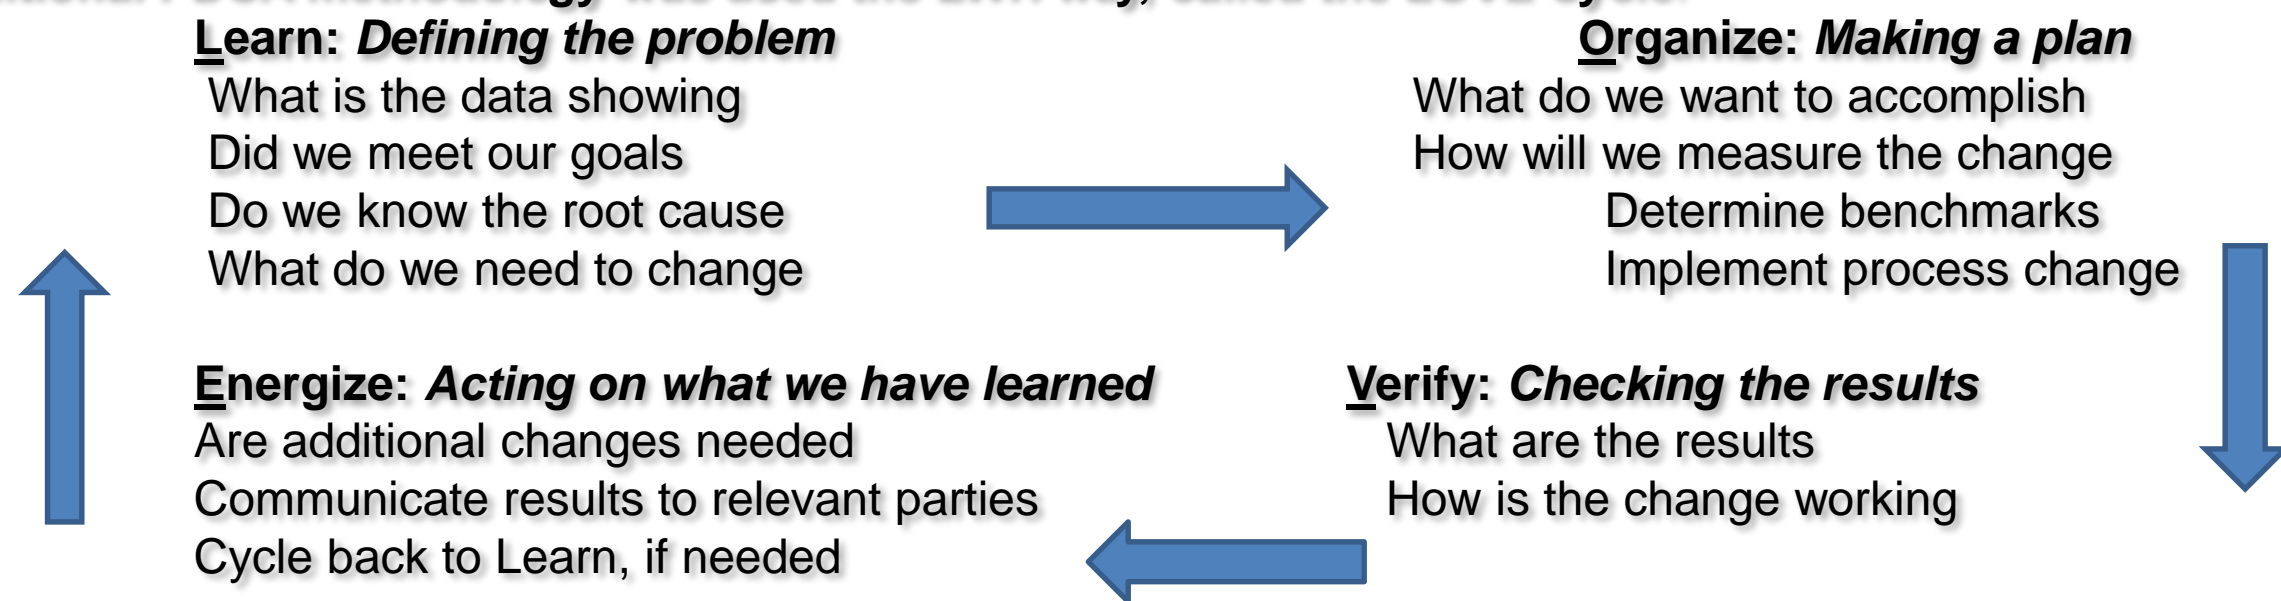 Learn: Defining the problem
What is the data showing
Did we meet our goals
Do we know the root cause
What do we need to change
Organize: Making a plan
What do we want to accomplish
How will we measure the change
Determine benchmarks
Implement process change
Energize: Acting on what we have learned
Are additional changes needed
Communicate results to relevant parties
Cycle back to Learn, if needed
Verify: Checking the results
What are the results
How is the change working